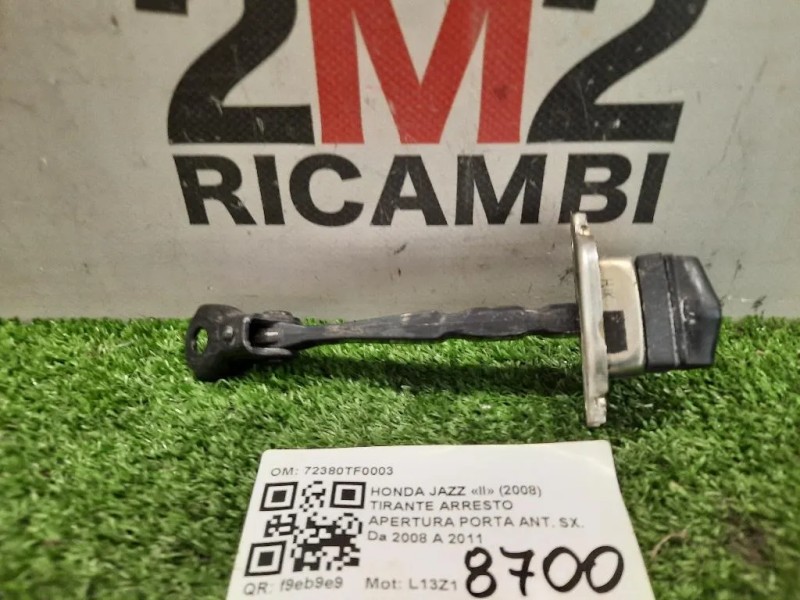 2M2
RICAMBI
OM: 72380TF0003
HONDA JAZZ «II» (2008)
TIRANTE ARRESTO
APERTURA PORTA ANT. SX.
Da 2008 A 2011
QR: f9eb9e9 Mot: L13Z1
8700